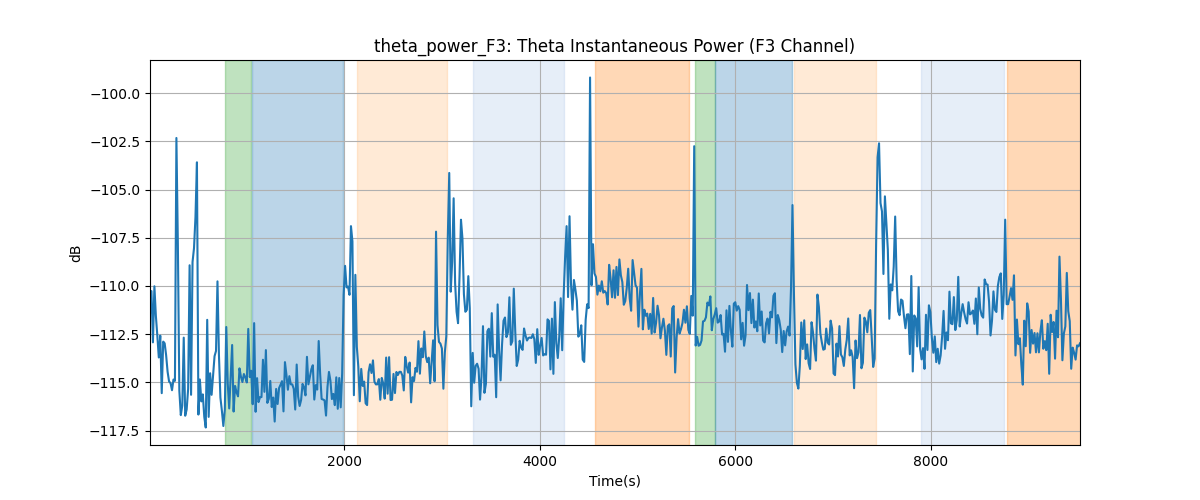 theta_power_F3: Theta Instantaneous Power (F3 Channel)
−100.0
−102.5
−105.0
−107.5
−110.0
−112.5
−115.0
−117.5
dB
2000 4000 6000 8000
Time(s)